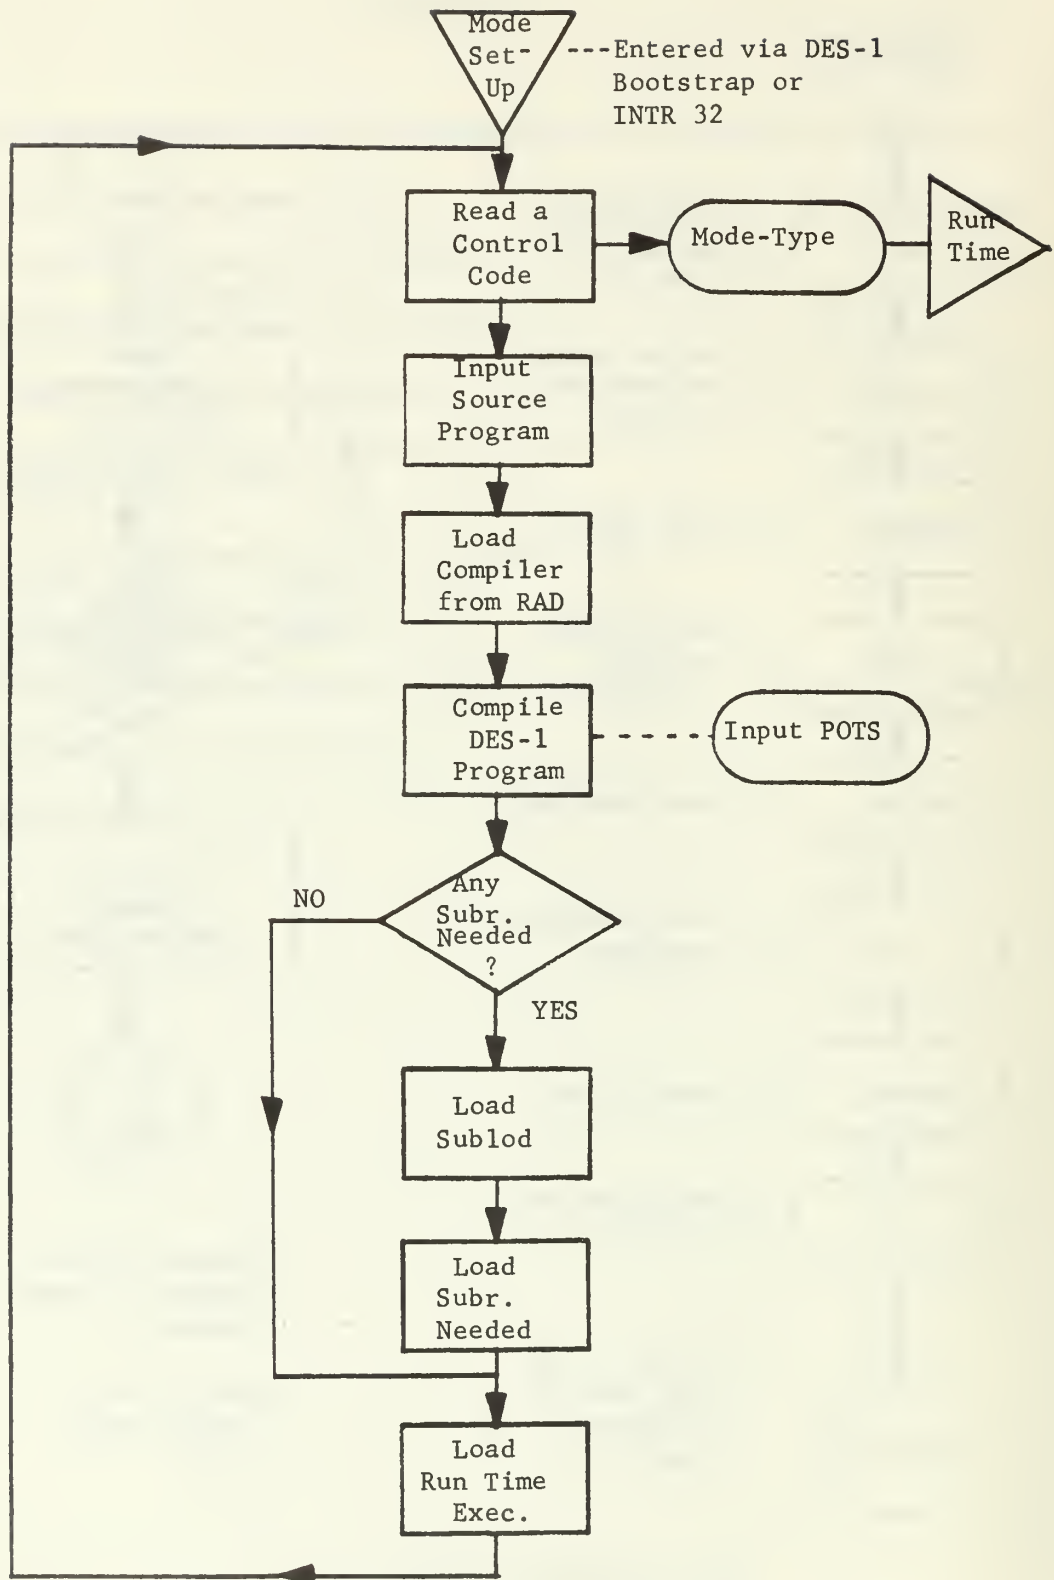 Mode
Set-
Up
---Entered via DES-1
Bootstrap or
INTR 32
Read a
Control
Code
Mode-Type
Run
Time
Input
Source
Program
Load
Compiler
from RAD
Compile
DES-1
Program
Input POTS
Any
Subr.
Needed
?
NO
YES
Load
Sublod
Load
Subr.
Needed
Load
Run Time
Exec.